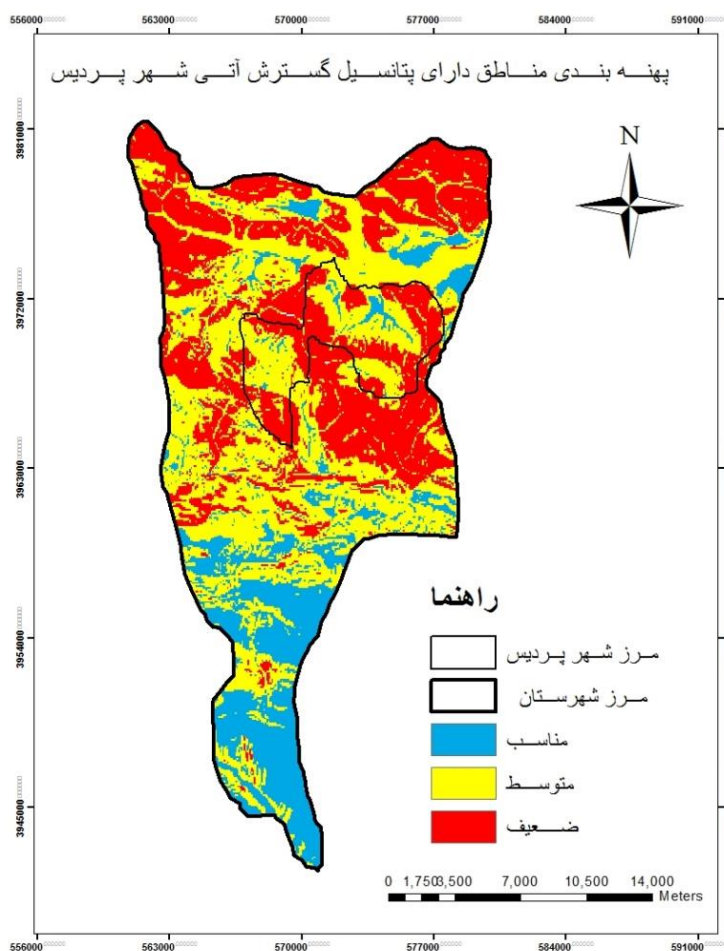 556000 563000 570000 577000 584000 591000
پهنه بندی مناطق دارای پتانسیل گسترش آتی شهر پردیس
N
3981000
3972000
3963000
3954000
3945000
راهنما
مرز شهر پردیس
مرز شهرستان
مناسب
متوسط
ضعیف
0 1,750 3,500 7,000 10,500 14,000
Meters
556000 563000 570000 577000 584000 591000